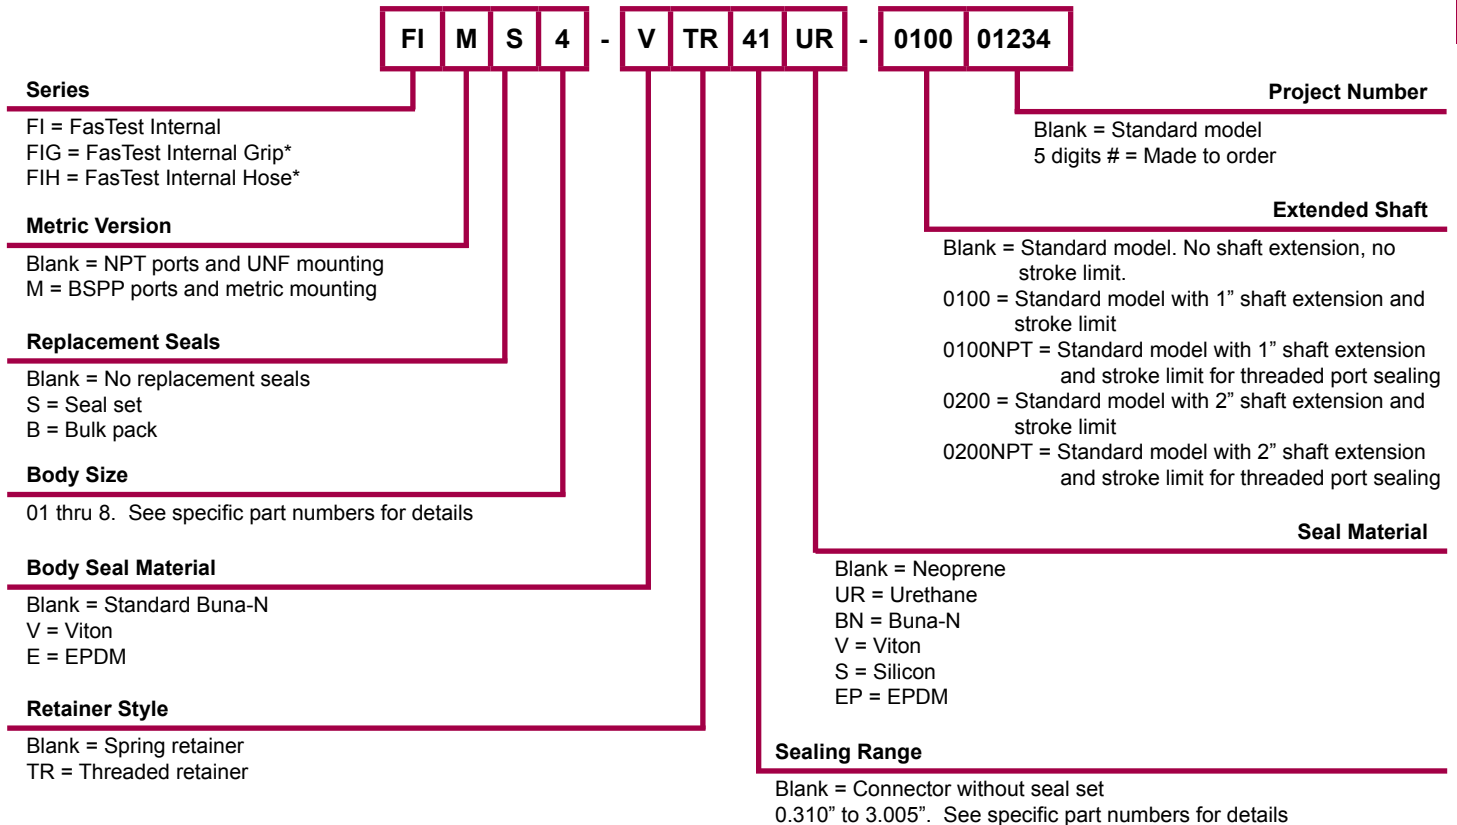 FI M S 4 - V TR 41 UR - 0100 01234
Series
FI = FasTest Internal
FIG = FasTest Internal Grip*
FIH = FasTest Internal Hose*
Metric Version
Blank = NPT ports and UNF mounting
M = BSPP ports and metric mounting
Replacement Seals
Blank = No replacement seals
S = Seal set
B = Bulk pack
Body Size
01 thru 8.  See specific part numbers for details
Body Seal Material
Blank = Standard Buna-N
V = Viton
E = EPDM
Retainer Style
Blank = Spring retainer
TR = Threaded retainer
Project Number
Blank = Standard model
5 digits # = Made to order
Extended Shaft
Blank = Standard model. No shaft extension, no
stroke limit.
0100 = Standard model with 1” shaft extension and
stroke limit
0100NPT = Standard model with 1” shaft extension
and stroke limit for threaded port sealing
0200 = Standard model with 2” shaft extension and
stroke limit
0200NPT = Standard model with 2” shaft extension
and stroke limit for threaded port sealing
Seal Material
Blank = Neoprene
UR = Urethane
BN = Buna-N
V = Viton
S = Silicon
EP = EPDM
Sealing Range
Blank = Connector without seal set
0.310” to 3.005”.  See specific part numbers for details